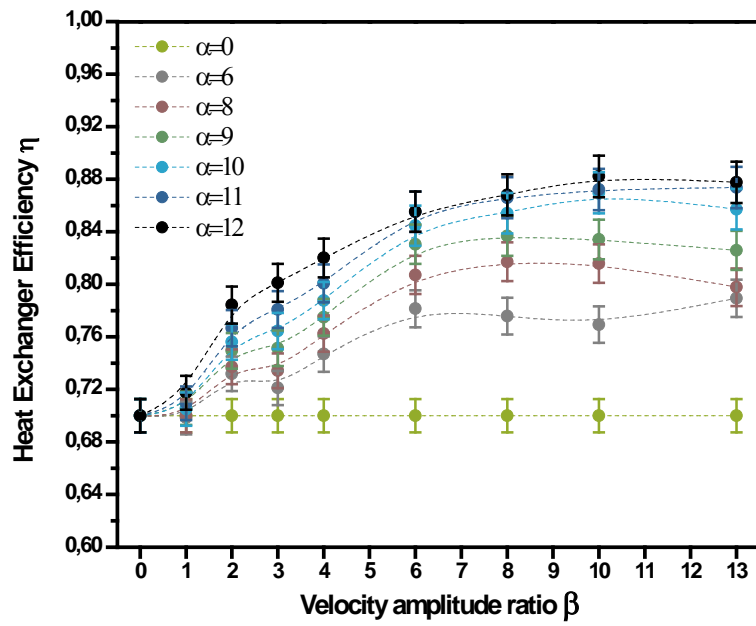 Heat Exchanger Efficiency η
1,00
0,96
0,92
0,88
0,84
0,80
0,76
0,72
0,68
0,64
0,60
α=0
α=6
α=8
α=9
α=10
α=11
α=12
0 1 2 3 4 5 6 7 8 9 10 11 12 13
Velocity amplitude ratio β